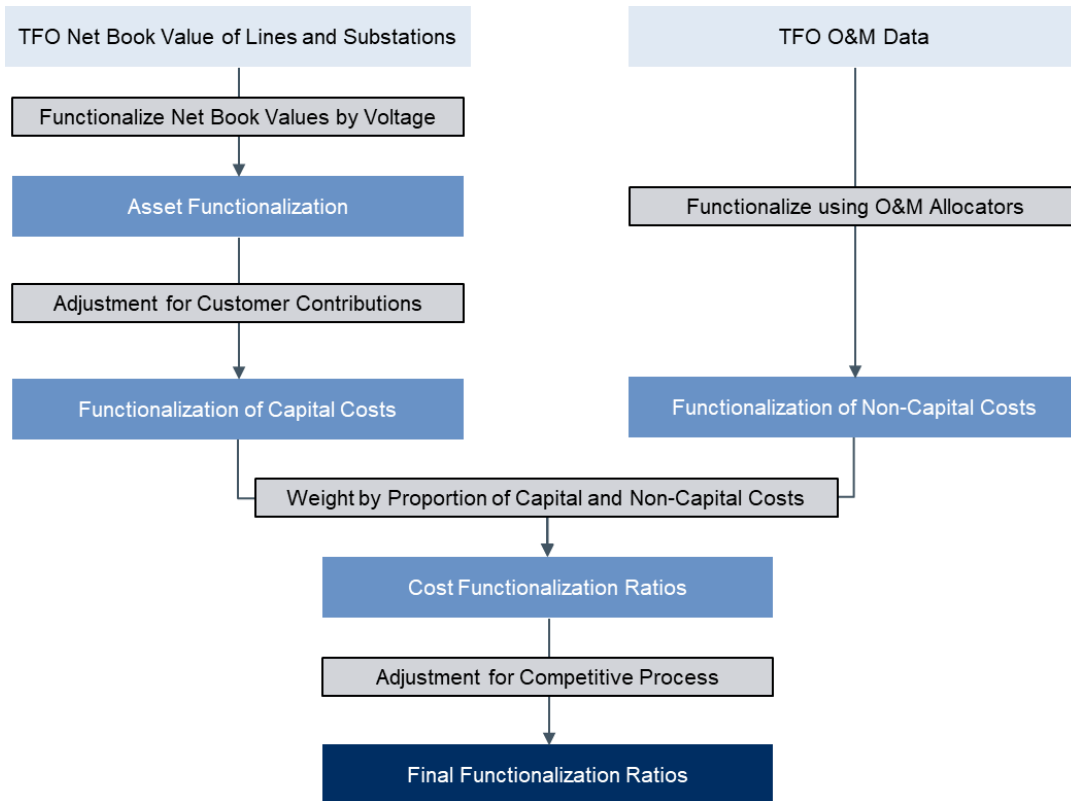 TFO Net Book Value of Lines and Substations
TFO O&M Data
Functionalize Net Book Values by Voltage
Asset Functionalization
Functionalize using O&M Allocators
Adjustment for Customer Contributions
Functionalization of Capital Costs
Functionalization of Non-Capital Costs
Weight by Proportion of Capital and Non-Capital Costs
Cost Functionalization Ratios
Adjustment for Competitive Process
Final Functionalization Ratios